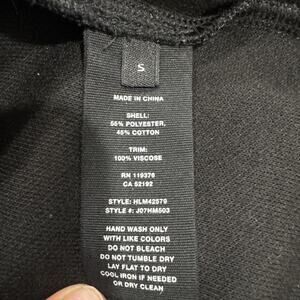 S
MADE IN CHINA
SHELL:
55% POLYESTER,
45% COTTON
TRIM:
100% VISCOSE
RN 119376
CA 52192
STYLE: HLM42579
STYLE #: J07HM503
HAND WASH ONLY
WITH LIKE COLORS
DO NOT BLEACH
DO NOT TUMBLE DRY
LAY FLAT TO DRY
COOL IRON IF NEEDED
OR DRY CLEAN